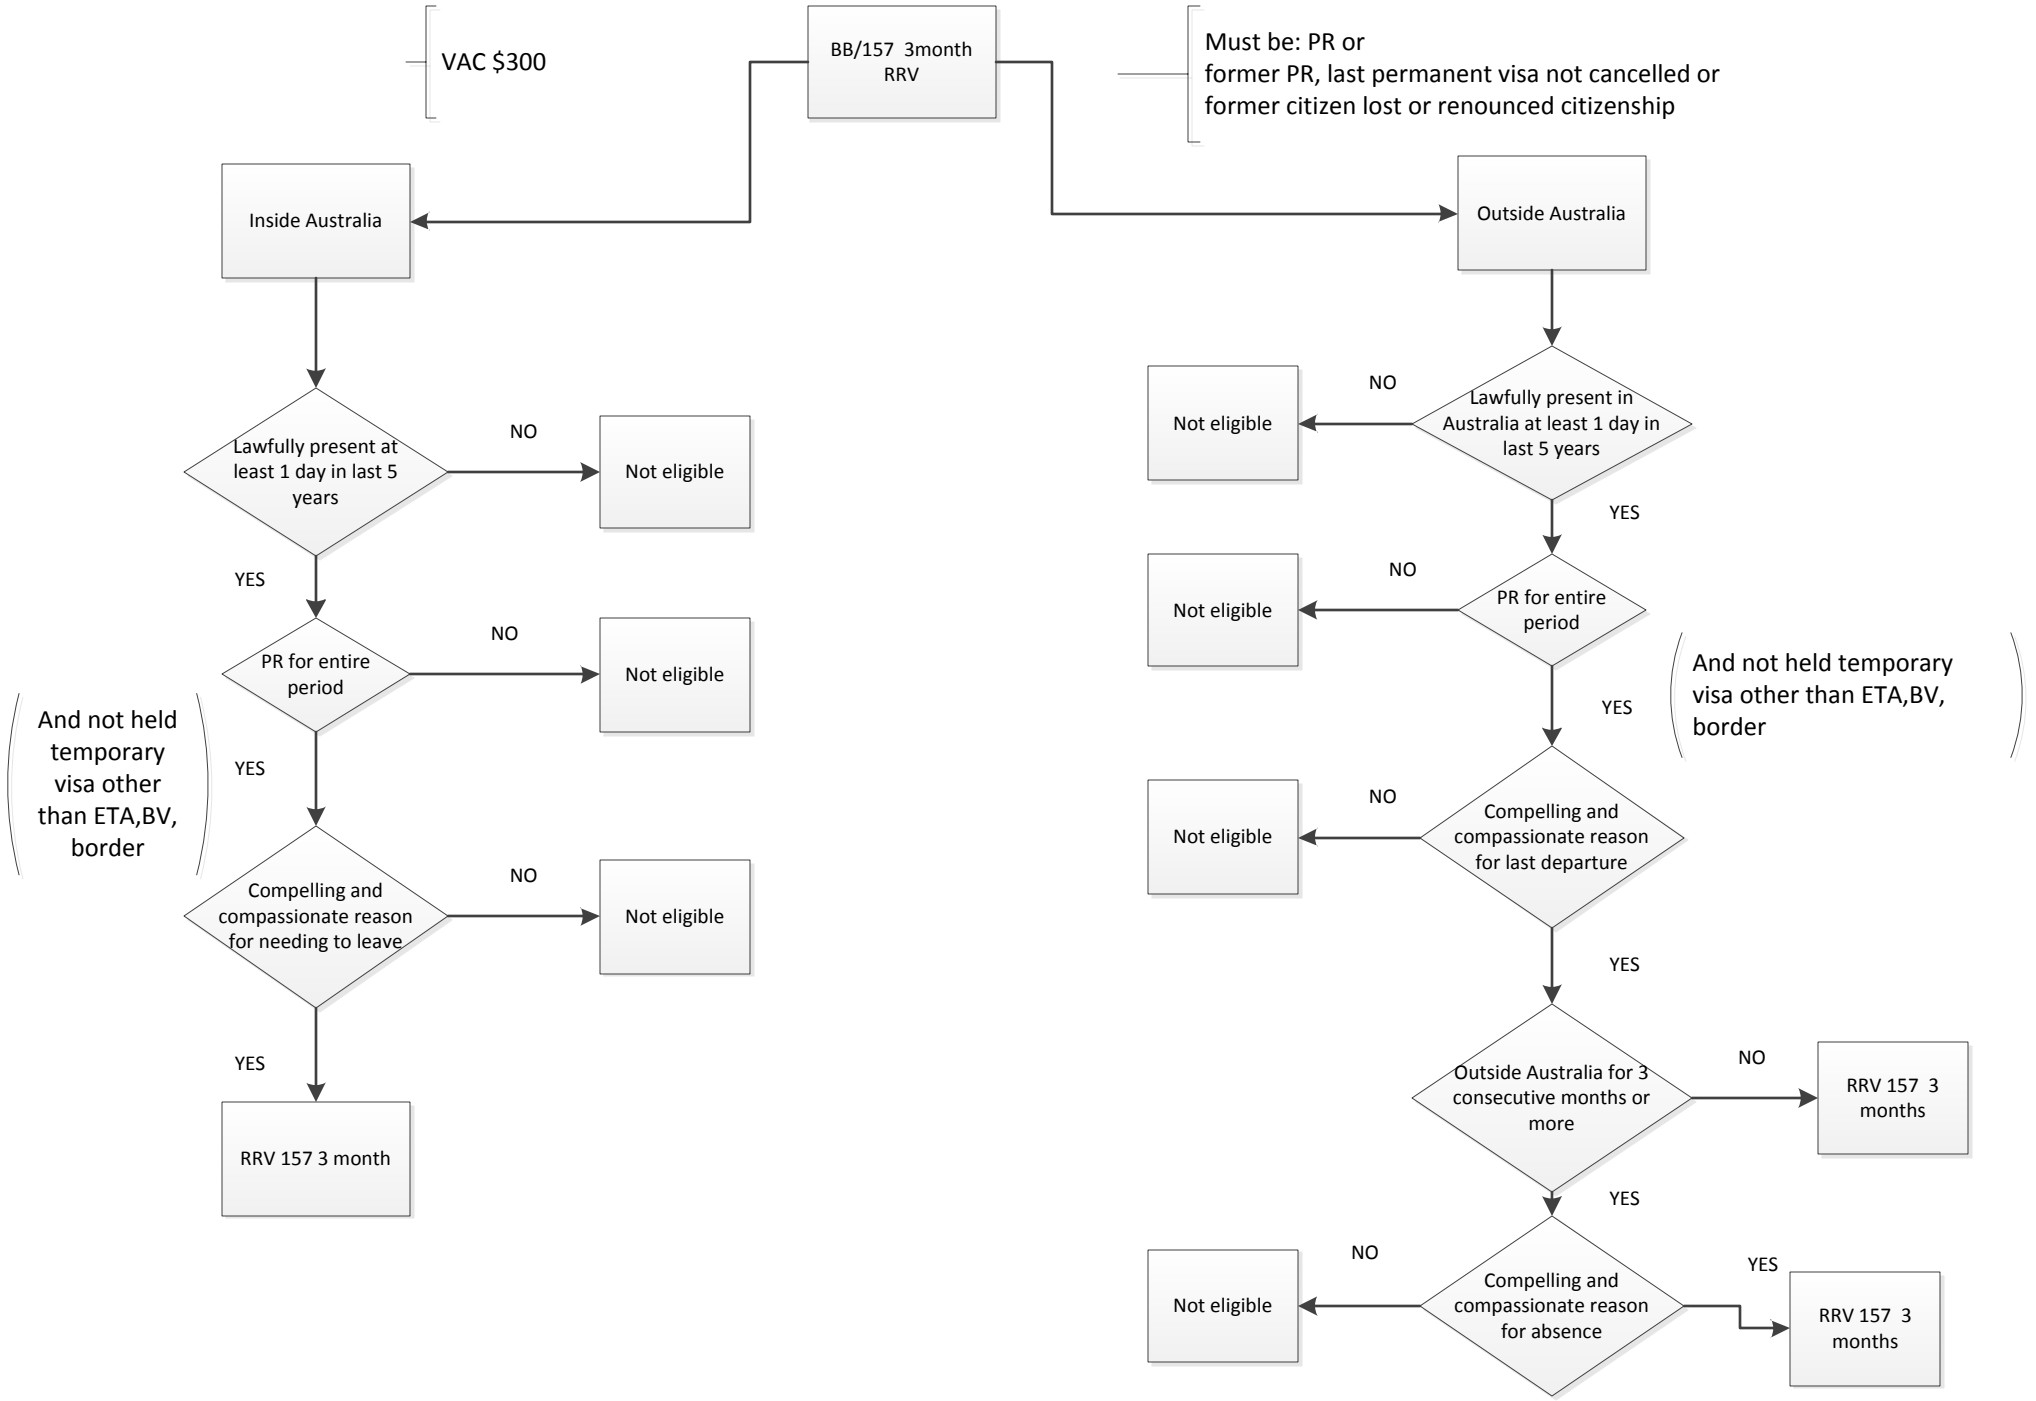 VAC $300
BB/157  3month
RRV
Must be: PR or
former PR, last permanent visa not cancelled or
former citizen lost or renounced citizenship
Inside Australia
Outside Australia
Lawfully present at
least 1 day in last 5
years
NO
Not eligible
YES
PR for entire
period
NO
Not eligible
And not held
temporary
visa other
than ETA,BV,
border
YES
Compelling and
compassionate reason
for needing to leave
NO
Not eligible
YES
RRV 157 3 month
Lawfully present in
Australia at least 1 day in
last 5 years
NO
Not eligible
YES
PR for entire
period
NO
Not eligible
And not held temporary
visa other than ETA,BV,
border
YES
Compelling and
compassionate reason
for last departure
NO
Not eligible
YES
Outside Australia for 3
consecutive months or
more
NO
RRV 157  3
months
YES
Compelling and
compassionate reason
for absence
NO
Not eligible
YES
RRV 157  3
months